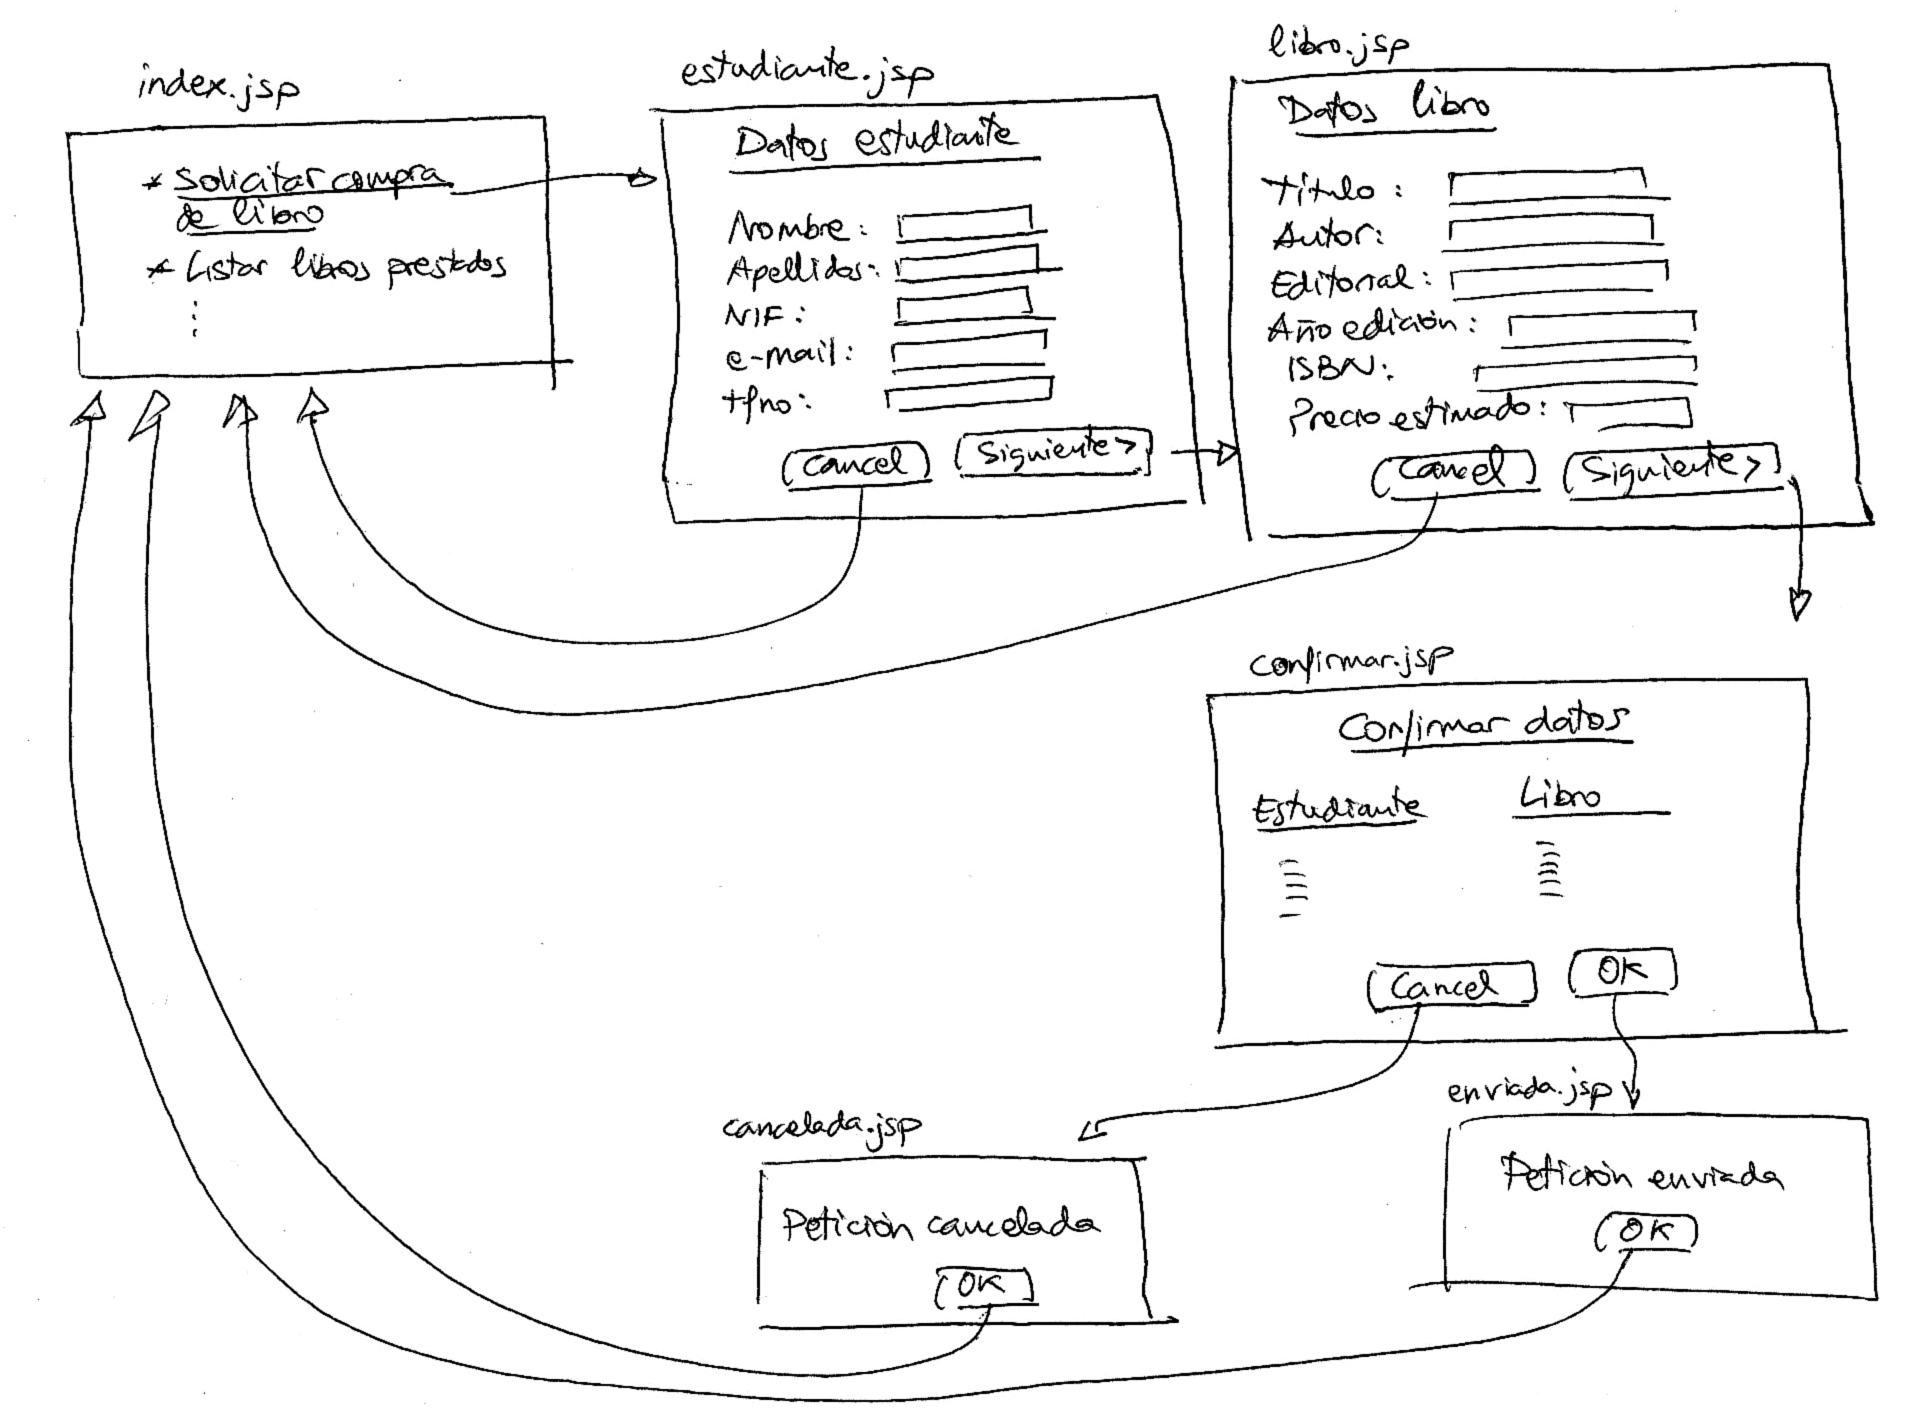 index.jsp
* Solicitar compra
de libro
* Listar libros prestados
estudiante.jsp
Datos estudiante
Nombre:
Apellidos:
NIF:
e-mail:
tfno:
Cancel
Siguiente >
libro.jsp
Datos libro
Título:
Autor:
Editorial:
Año edición:
ISBN:
Precio estimado:
Cancel
Siguiente >
confirmar.jsp
Confirmar datos
Estudiante
Libro
Cancel
OK
cancelada.jsp
Petición cancelada
OK
enviada.jsp
Petición enviada
OK